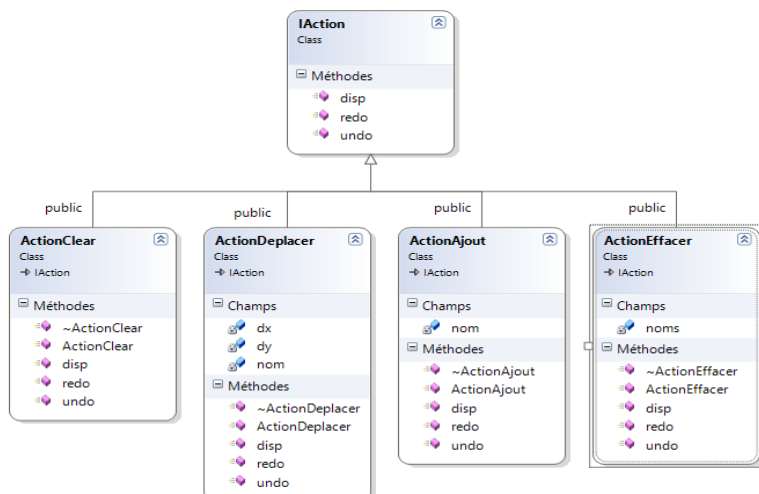 IAction
Class
Méthodes
disp
redo
undo
public
public
public
public
ActionClear
Class
IAction
Méthodes
~ActionClear
ActionClear
disp
redo
undo
ActionDeplacer
Class
IAction
Champs
dx
dy
nom
Méthodes
~ActionDeplacer
ActionDeplacer
disp
redo
undo
ActionAjout
Class
IAction
Champs
nom
Méthodes
~ActionAjout
ActionAjout
disp
redo
undo
ActionEffacer
Class
IAction
Champs
noms
Méthodes
~ActionEffacer
ActionEffacer
disp
redo
undo